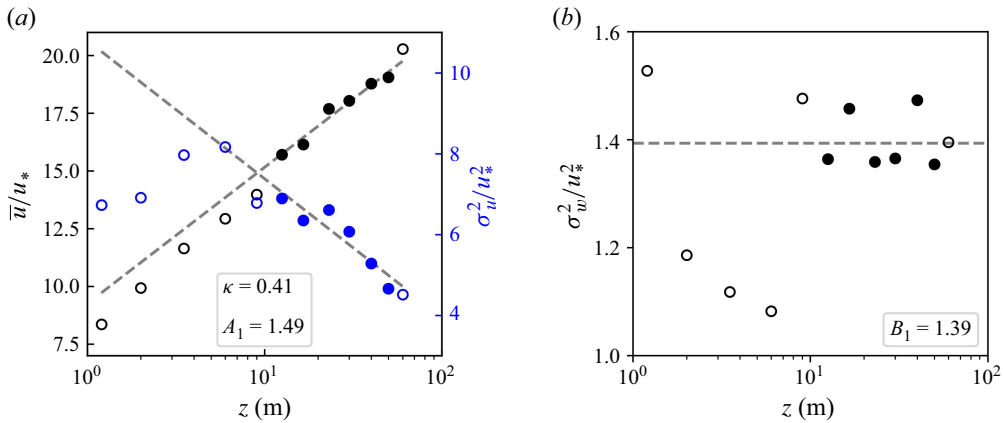 (a)
20.0
17.5
15.0
12.5
10.0
7.5
u̅/u*
10
8
6
4
σ_u²/u*²
κ = 0.41
A₁ = 1.49
10⁰
10¹
10²
z (m)
(b)
1.6
1.4
1.2
1.0
σ_w²/u*²
B₁ = 1.39
10⁰
10¹
10²
z (m)